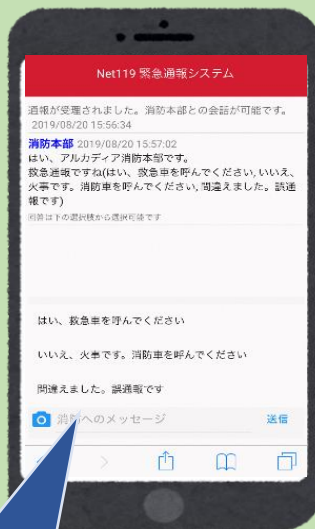 Net119 緊急通報システム
通報が受理されました。消防本部との会話が可能です。
2019/08/20 15:56:34
消防本部 2019/08/20 15:57:02
はい、アルカディア消防本部です。
救急通報ですね(はい、救急車を呼んでください, いいえ、
火事です。消防車を呼んでください, 間違えました。誤通
報です)
回答は下の選択肢から選択可能です
はい、救急車を呼んでください
いいえ、火事です。消防車を呼んでください
間違えました。誤通報です
消防へのメッセージ
送信